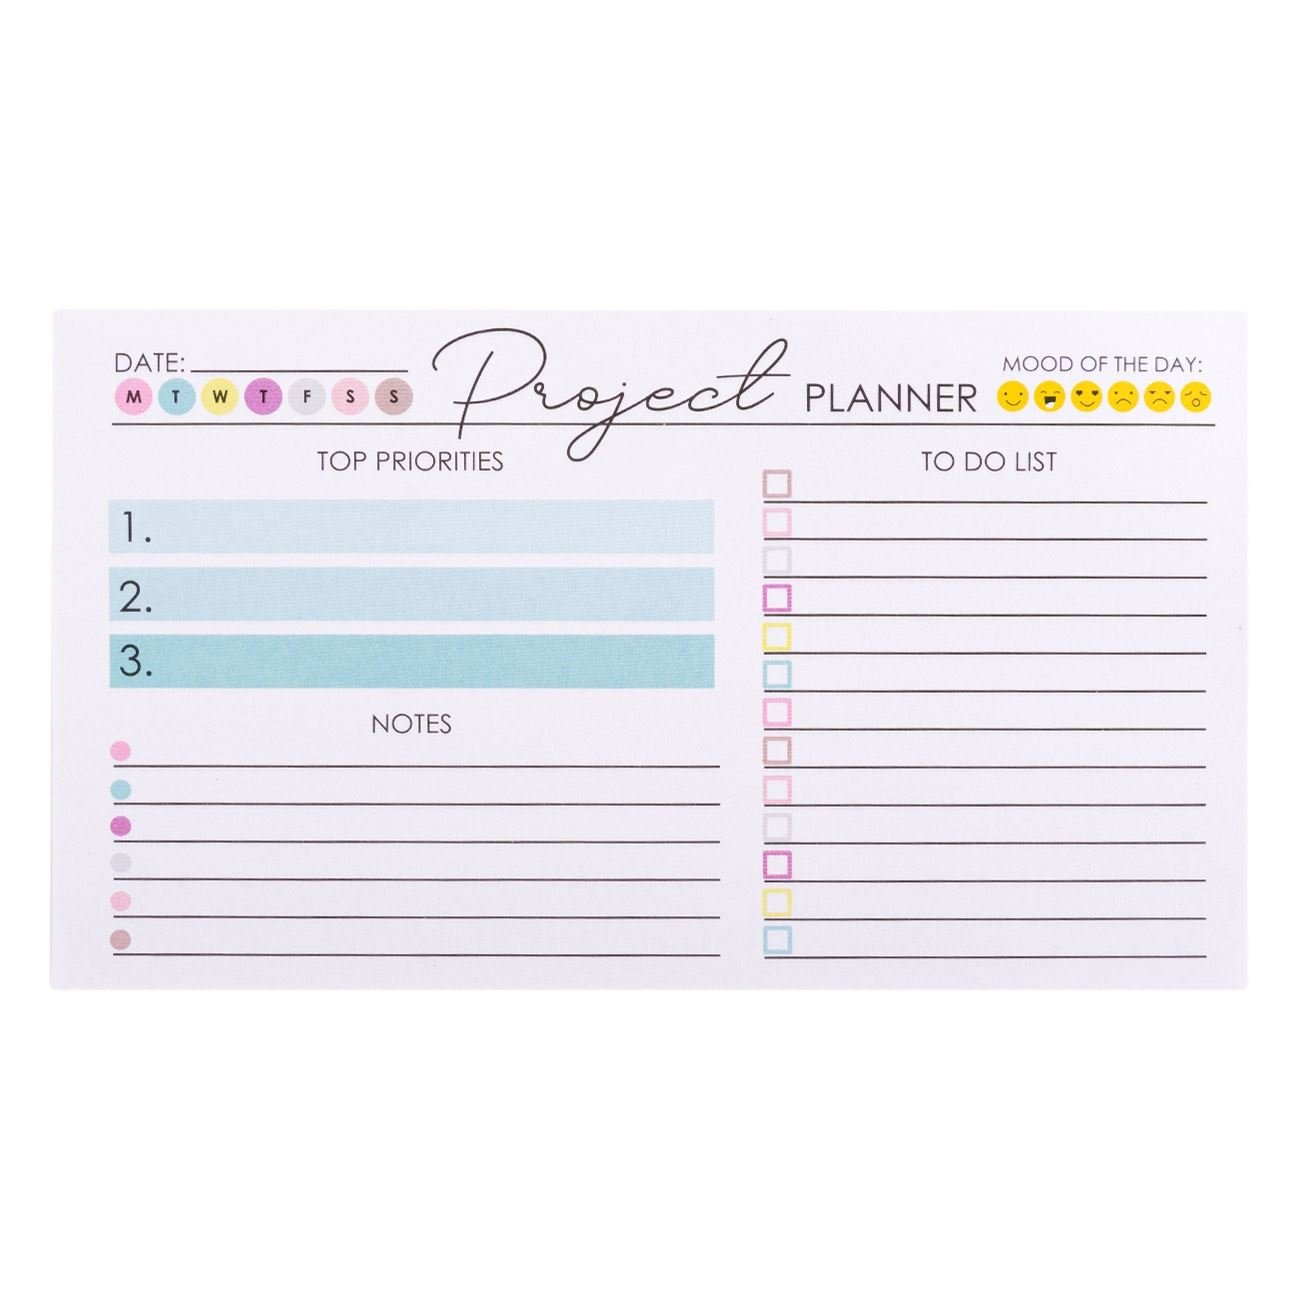 DATE:
M T W T F S S
Project PLANNER
MOOD OF THE DAY:
TOP PRIORITIES
1.
2.
3.
NOTES
TO DO LIST